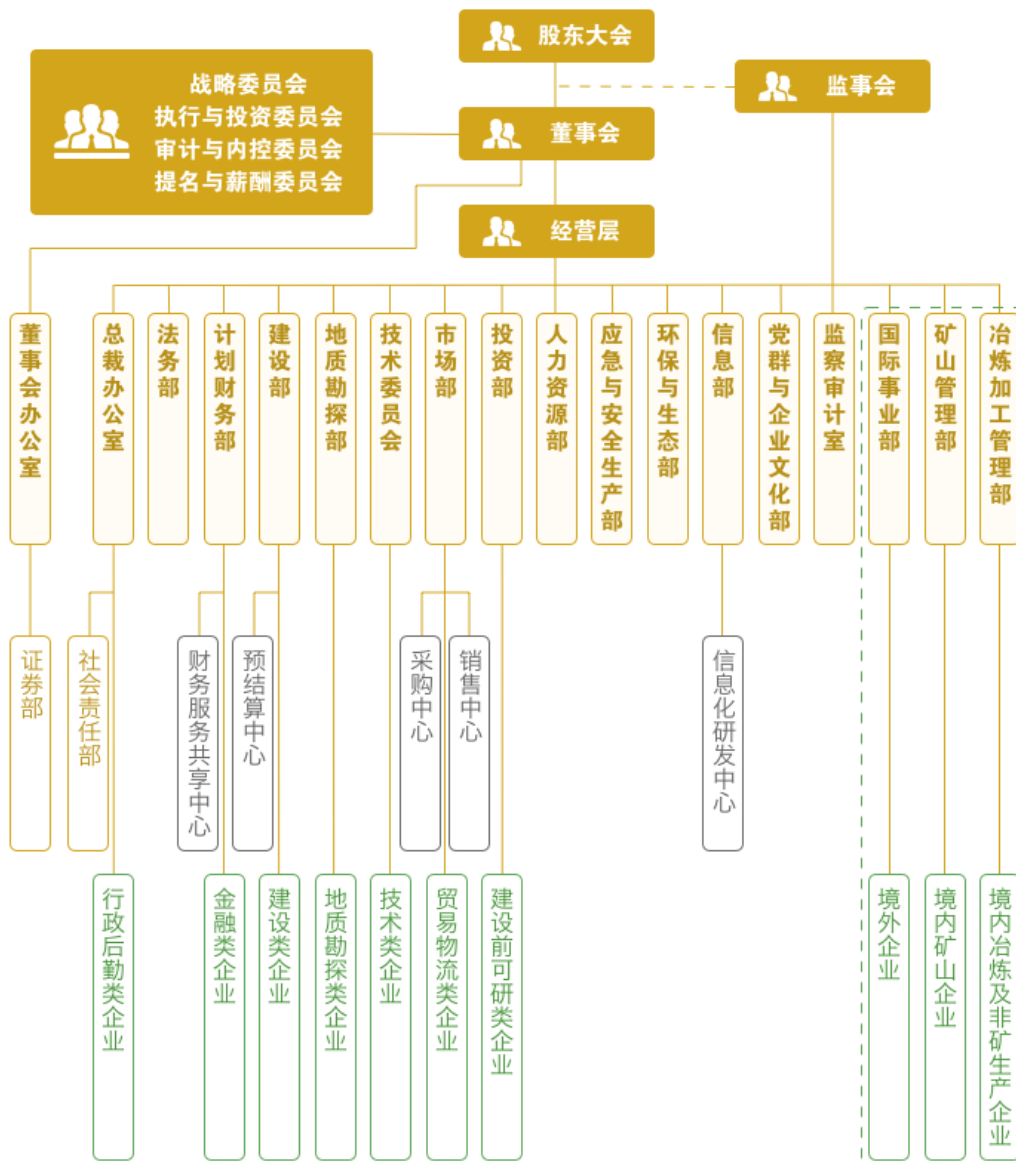 股东大会
战略委员会
执行与投资委员会
审计与内控委员会
提名与薪酬委员会
监事会
董事会
经营层
董事会办公室
总裁办公室
法务部
计划财务部
建设部
地质勘探部
技术委员会
市场部
投资部
人力资源部
应急与安全生产部
环保与生态部
信息部
党群与企业文化部
监察审计室
国际事业部
矿山管理部
冶炼加工管理部
证券部
社会责任部
财务服务共享中心
预结算中心
采购中心
销售中心
信息化研发中心
行政后勤类企业
金融类企业
建设类企业
地质勘探类企业
技术类企业
贸易物流类企业
建设前可研类企业
境外企业
境内矿山企业
境内冶炼及非矿生产企业